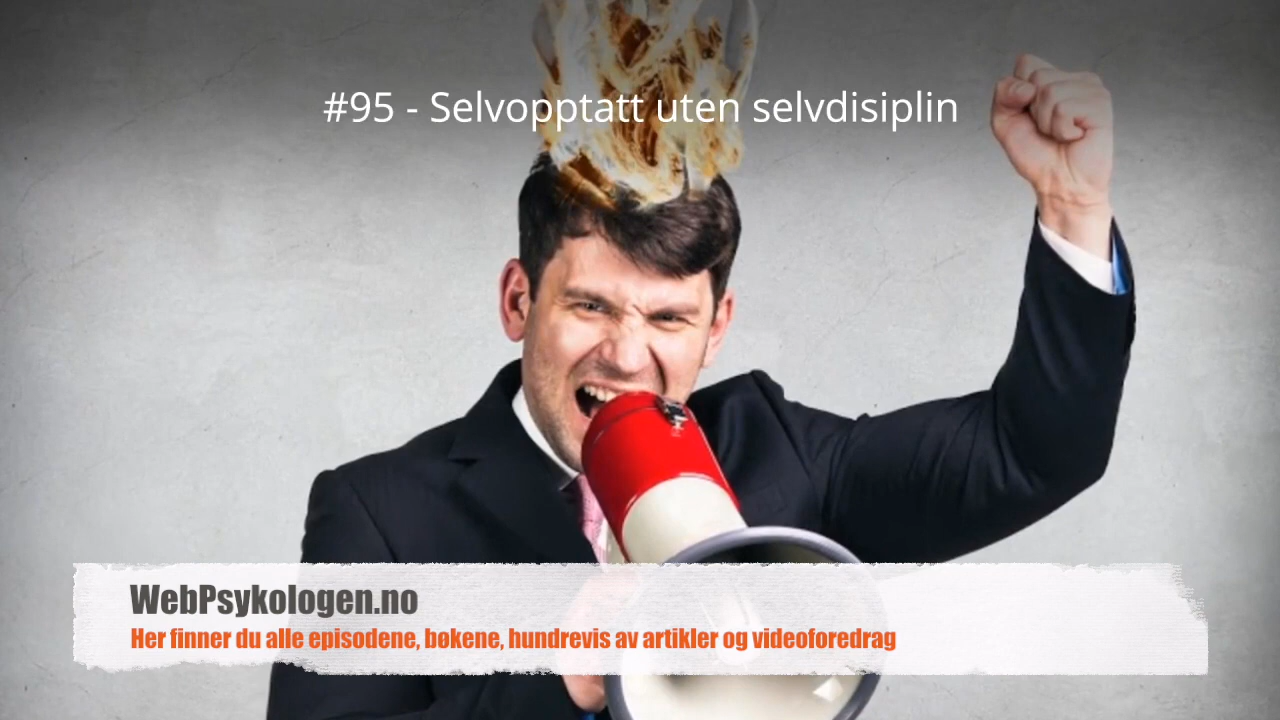 #95 - Selvopptatt uten selvdisiplin
WebPsykologen.no
Her finner du alle episodene, bøkene, hundrevis av artikler og videoforedrag